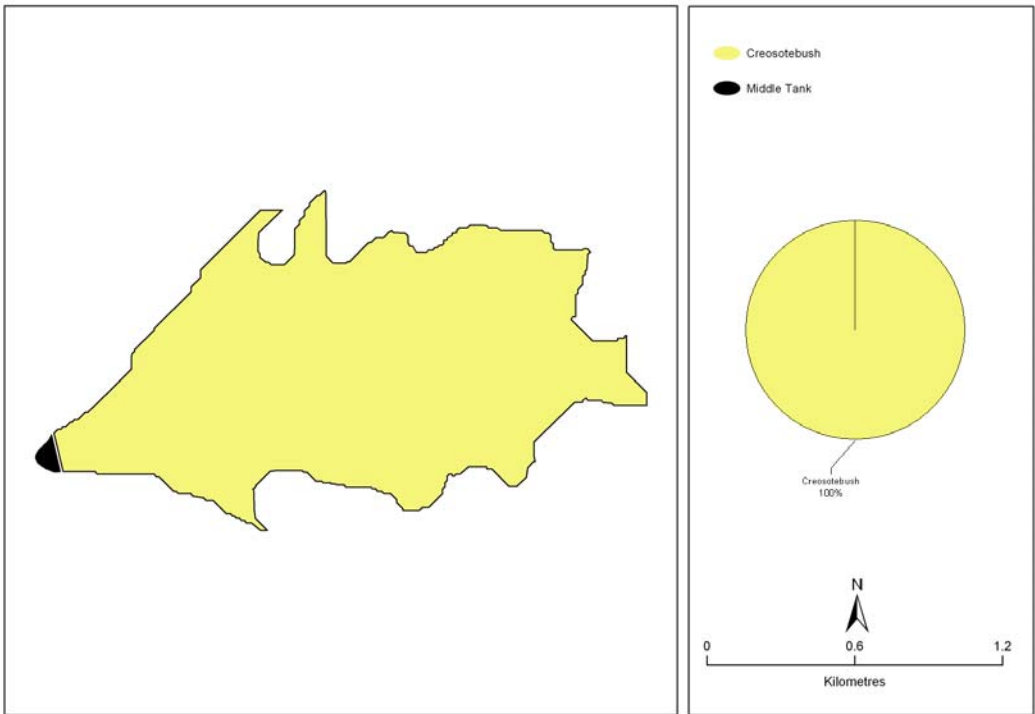 Creosotebush
Middle Tank
Creosotebush
100%
N
0 0.6 1.2
Kilometres